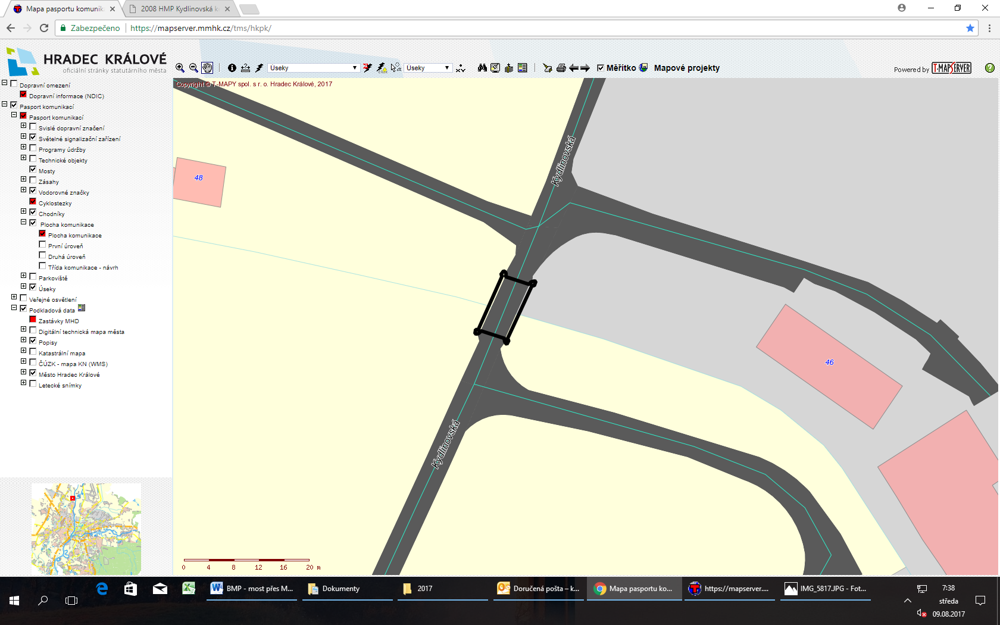 Mapa pasportu komunik
2008 HMP Kydlinovská k
Zabezpečeno
https://mapserver.mmhk.cz/tms/hkpk/
HRADEC KRÁLOVÉ
oficiální stránky statutárního města
Úseky
ČÚZK
Úseky
Měřítko
Mapové projekty
Powered by T-MAPSERVER
?
Copyright © T-MAPY spol. s r. o. Hradec Králové, 2017
Dopravní omezení
Dopravní informace (NDIC)
Pasport komunikací
Pasport komunikací
Svislé dopravní značení
Světelné signalizační zařízení
Programy údržby
Technické objekty
Mosty
Zásahy
Vodorovné značky
Cyklostezky
Chodníky
Plocha komunikace
Plocha komunikace
První úroveň
Druhá úroveň
Třída komunikace - návrh
Parkoviště
Úseky
Veřejné osvětlení
Podkladová data
Zastávky MHD
Digitální technická mapa města
Popisy
Katastrální mapa
ČÚZK - mapa KN (WMS)
Město Hradec Králové
Letecké snímky
48
Kydlinovská
46
Kydlinovská
0 4 8 12 16 20 m
BMP - most přes M...
Dokumenty
2017
Doručená pošta – k...
Mapa pasportu ko...
https://mapserver....
IMG_5817.JPG - Fot...
7:38
středa
09.08.2017